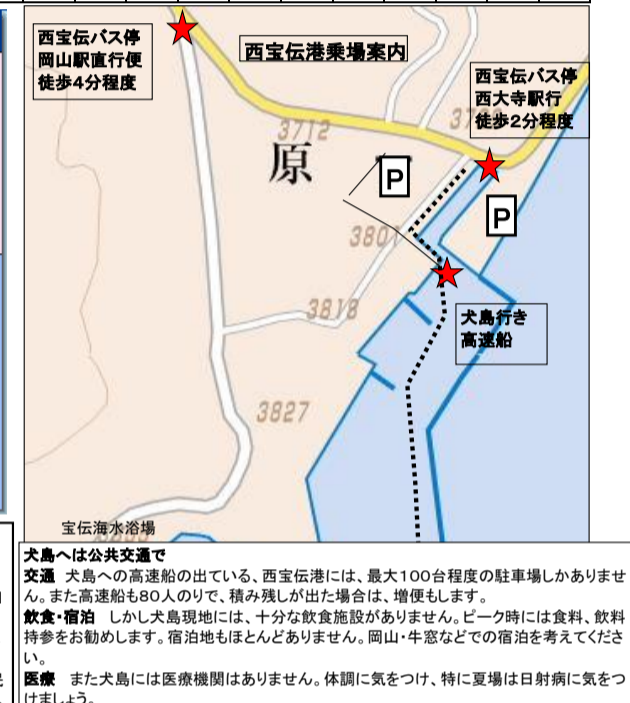 西宝伝バス停
岡山駅直行便
徒歩4分程度
西宝伝港乗場案内
西宝伝バス停
西大寺駅行
徒歩2分程度
3712
原
P
P
3801
3818
犬島行き
高速船
3827
宝伝海水浴場
犬島へは公共交通で
交通 犬島への高速船の出ている、西宝伝港には、最大100台程度の駐車場しかありませ
ん。また高速船も80人のりで、積み残しが出た場合は、増便もします。
飲食・宿泊 しかし犬島現地には、十分な飲食施設がありません。ピーク時には食料、飲料
持参をお勧めします。宿泊地もほとんどありません。岡山・牛窓などでの宿泊を考えてくださ
い。
医療 また犬島には医療機関はありません。体調に気をつけ、特に夏場は日射病に気をつ
けましょう。